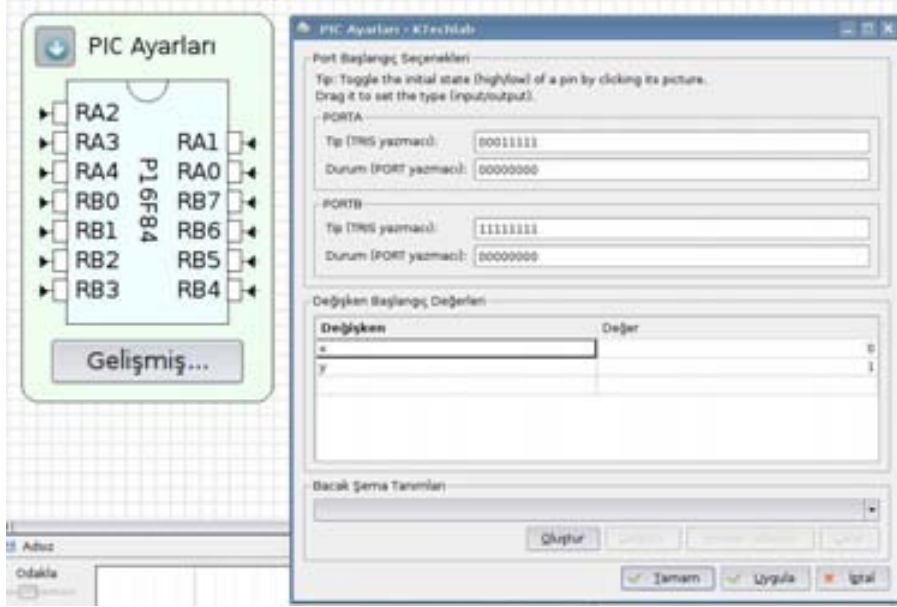 PIC Ayarları
RA2
RA3 RA1
RA4 RA0
RB0 RB7
RB1 RB6
RB2 RB5
RB3 RB4
P16F84
Gelişmiş...
Adsız
Odakla
PIC Ayarları - KTechlab
Port Başlangıç Seçenekleri
Tip: Toggle the initial state (high/low) of a pin by clicking its picture.
Drag it to set the type (input/output).
PORTA
Tip (TRIS yazmacı): 00011111
Durum (PORT yazmacı): 00000000
PORTB
Tip (TRIS yazmacı): 11111111
Durum (PORT yazmacı): 00000000
Değişken Başlangıç Değerleri
Değişken Değer
x 0
y 1
Bacak Şema Tanımları
Oluştur
Tamam Uygula İptal